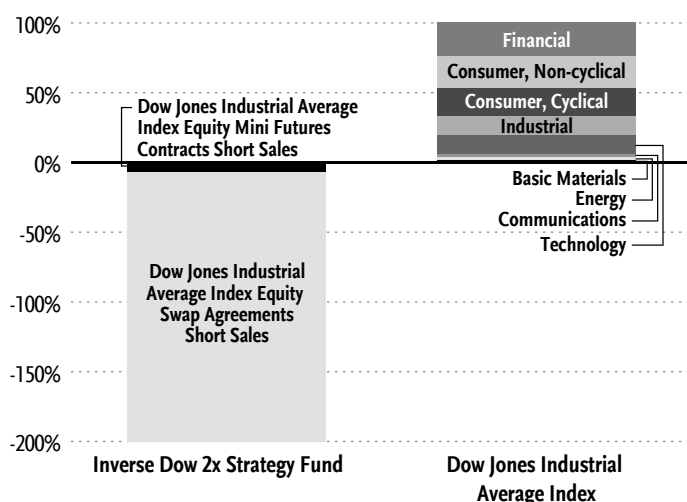 100%
50%
0%
-50%
-100%
-150%
-200%
Dow Jones Industrial Average
Index Equity Mini Futures
Contracts Short Sales
Dow Jones Industrial
Average Index Equity
Swap Agreements
Short Sales
Financial
Consumer, Non-cyclical
Consumer, Cyclical
Industrial
Basic Materials
Energy
Communications
Technology
Inverse Dow 2x Strategy Fund
Dow Jones Industrial
Average Index